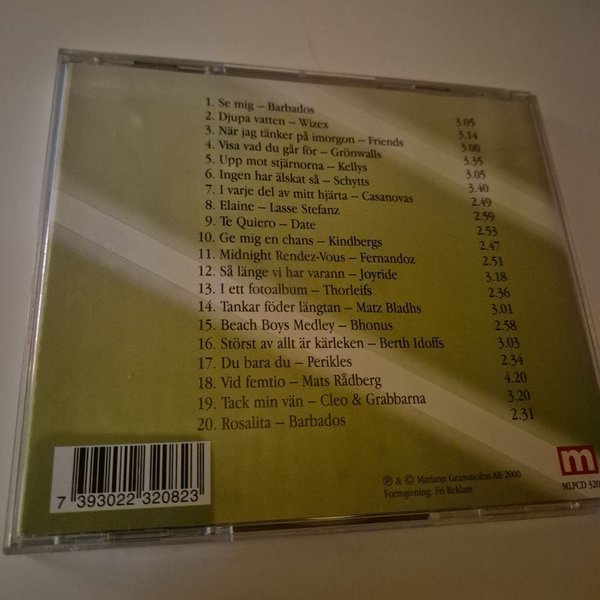 1. Se mig – Barbados 3.05
2. Djupa vatten – Wizex 3.14
3. När jag tänker på imorgon – Friends 3.00
4. Visa vad du går för – Grönwalls 3.35
5. Upp mot stjärnorna – Kellys 3.05
6. Ingen har älskat så – Schytts 3.40
7. I varje del av mitt hjärta – Casanovas 2.49
8. Elaine – Lasse Stefanz 2.59
9. Te Quiero – Date 2.53
10. Ge mig en chans – Kindbergs 2.47
11. Midnight Rendez-Vous – Fernandoz 2.51
12. Så länge vi har varann – Joyride 3.18
13. I ett fotoalbum – Thorleifs 2.36
14. Tankar föder längtan – Matz Bladhs 3.01
15. Beach Boys Medley – Bhonus 2.58
16. Störst av allt är kärleken – Berth Idoffs 3.03
17. Du bara du – Perikles 2.34
18. Vid femtio – Mats Rådberg 4.20
19. Tack min vän – Cleo & Grabbarna 3.20
20. Rosalita – Barbados 2.31
7 393022 320823
℗ & © Mariann Grammofon AB 2000
Formgivning: Fri Reklam
m
MLPCD 320